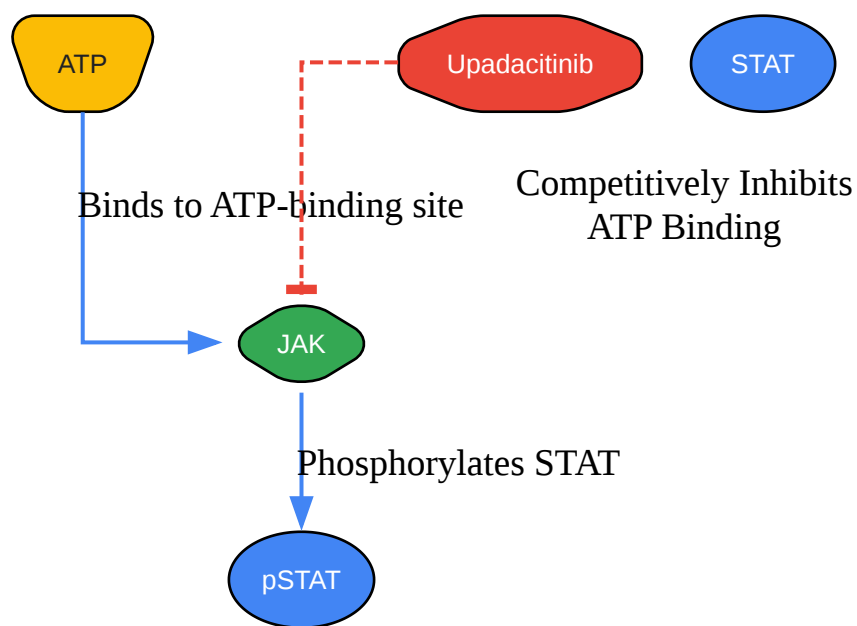 ATP
Upadacitinib
STAT
Binds to ATP-binding site
Competitively Inhibits
ATP Binding
JAK
Phosphorylates STAT
pSTAT